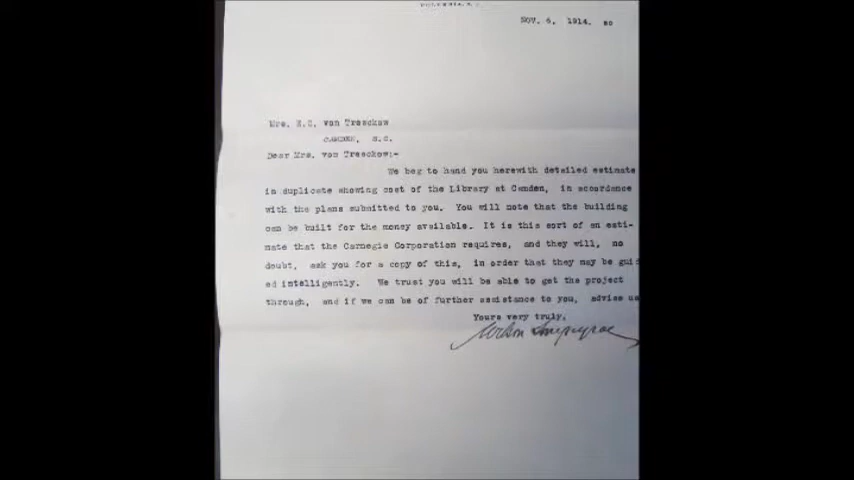 COLUMBIA, S.C.
NOV. 6, 1914.
Mrs. E.C. von Tresckow
CAMDEN, S.C.
Dear Mrs. von Tresckow:-
We beg to hand you herewith detailed estimate
in duplicate showing cost of the Library at Camden, in accordance
with the plans submitted to you. You will note that the building
can be built for the money available. It is this sort of an esti-
mate that the Carnegie Corporation requires, and they will, no
doubt, ask you for a copy of this, in order that they may be guid
ed intelligently. We trust you will be able to get the project
through, and if we can be of further assistance to you, advise us
Yours very truly,